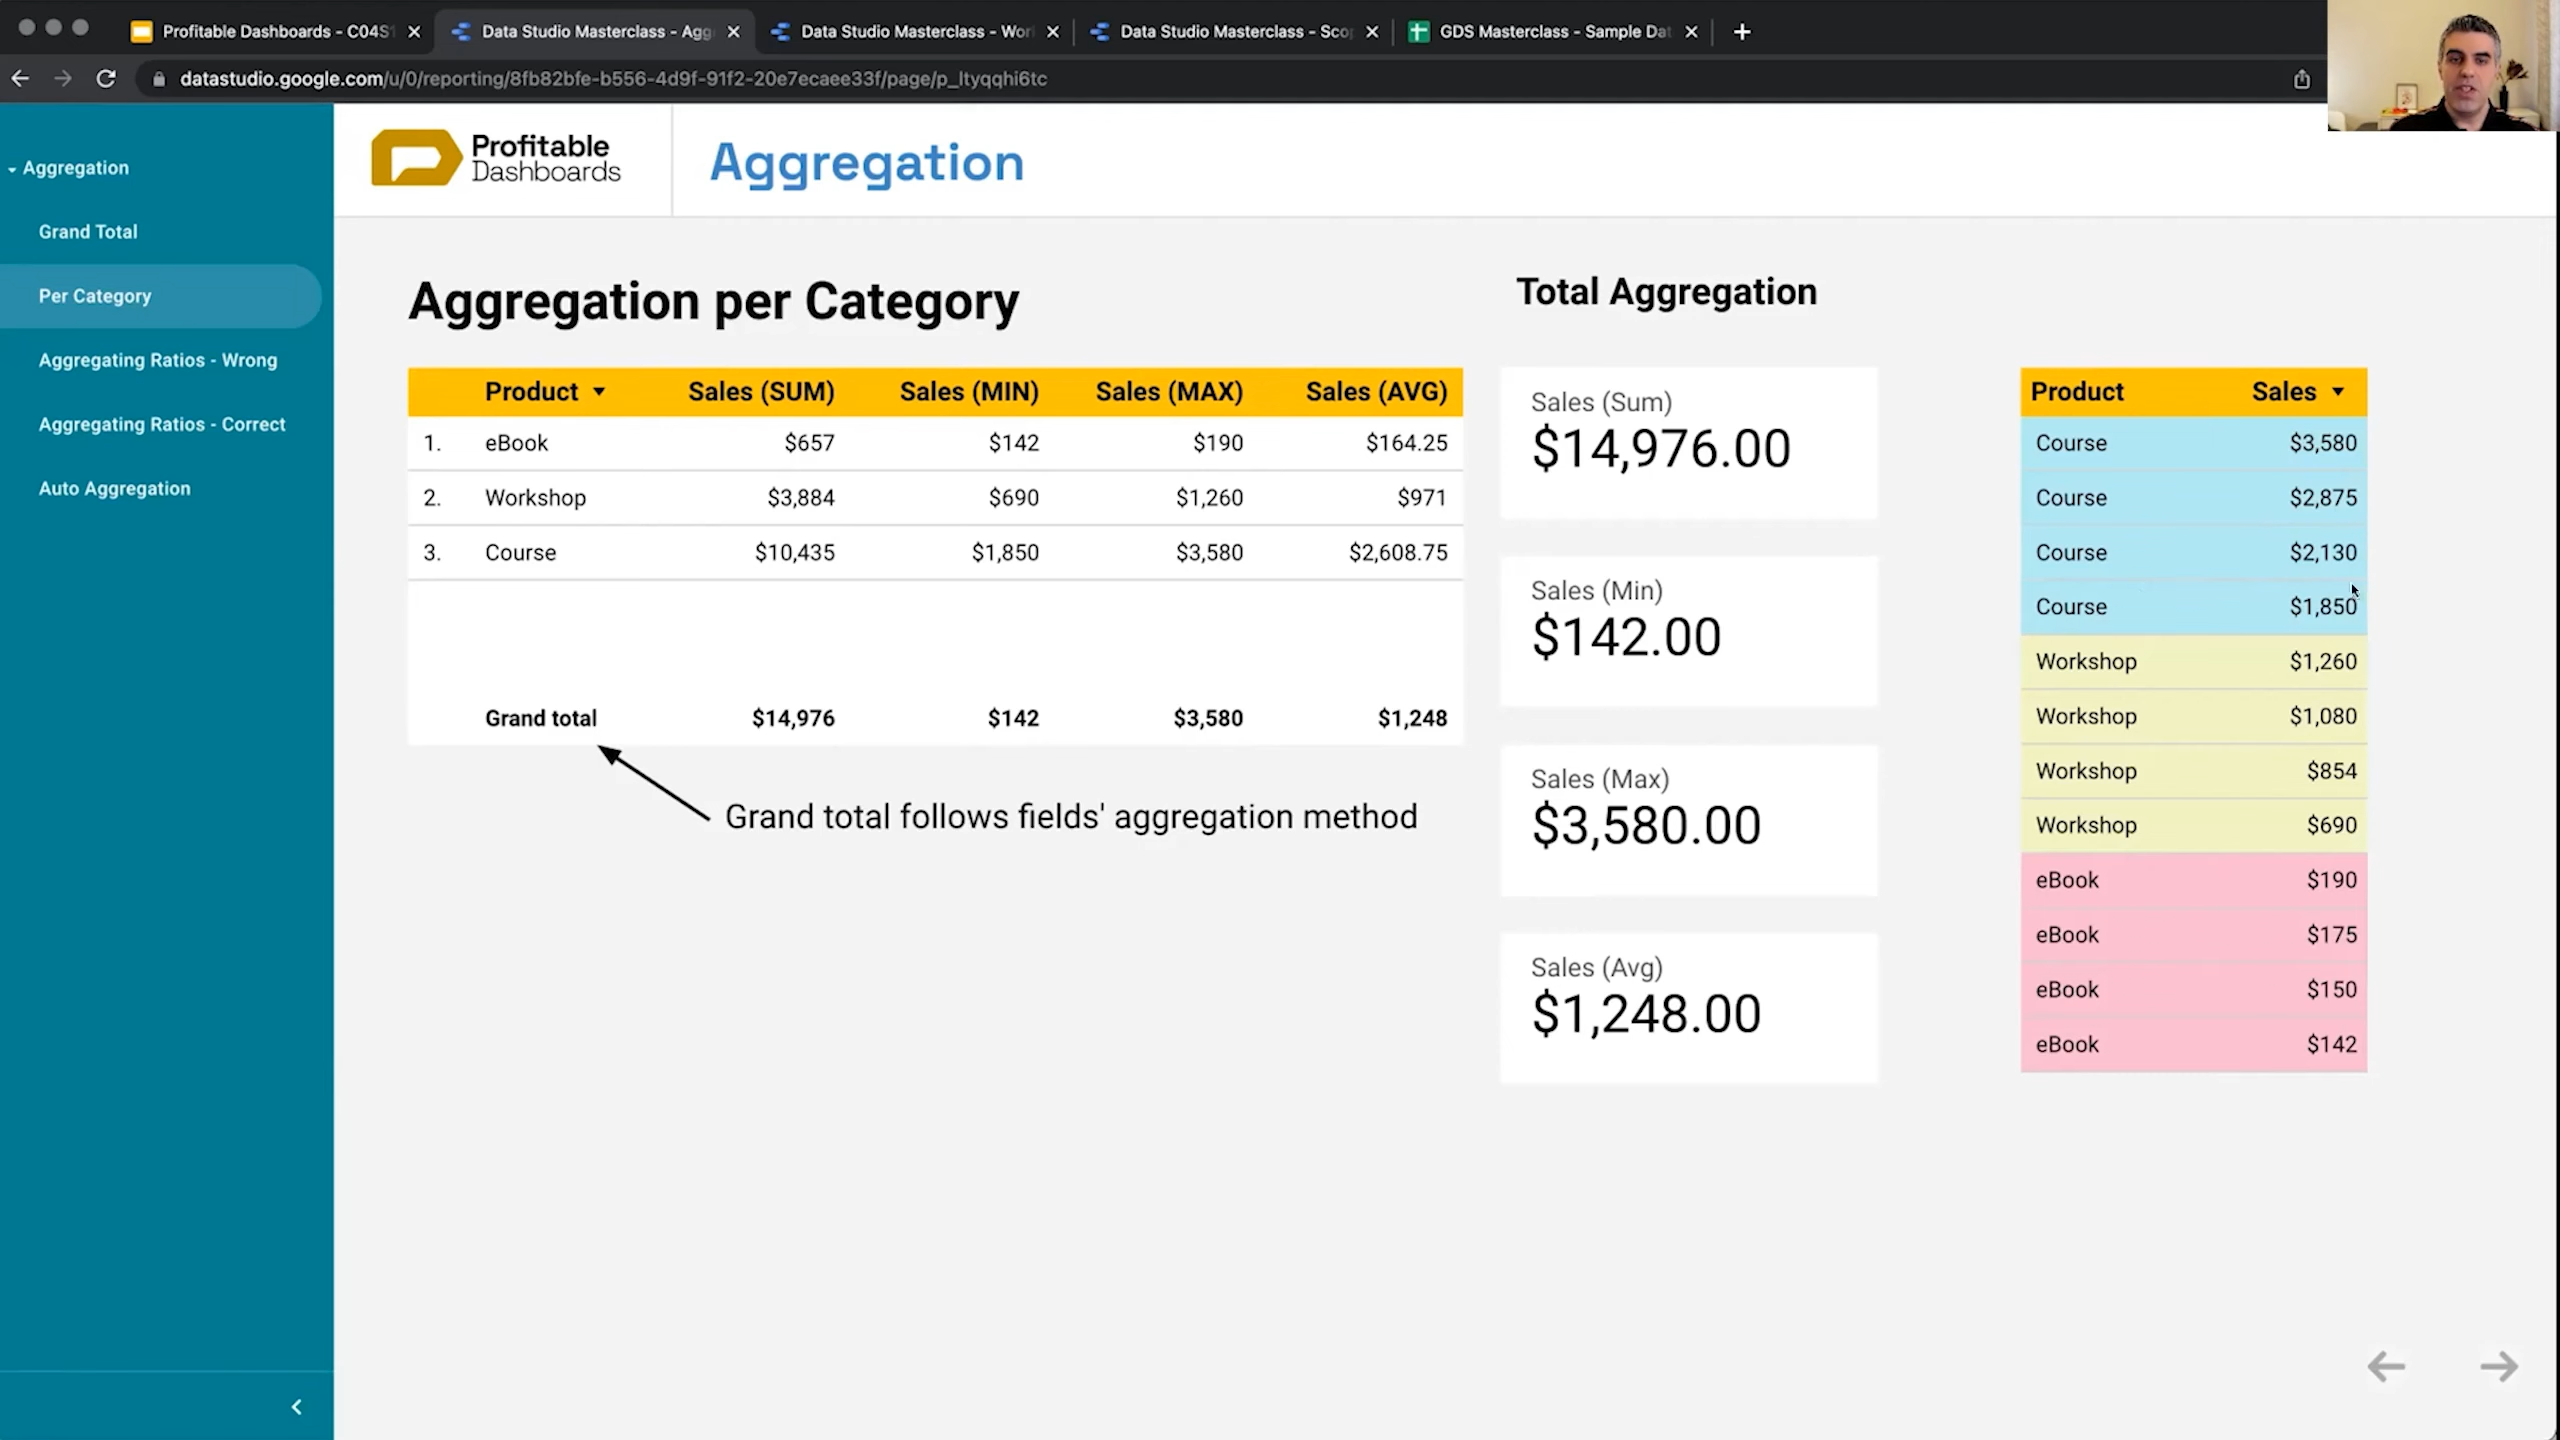 Profitable Dashboards - C04S
Data Studio Masterclass - Agg
Data Studio Masterclass - Wor
Data Studio Masterclass - Sco
GDS Masterclass - Sample Dat
datastudio.google.com/u/0/reporting/8fb82bfe-b556-4d9f-91f2-20e7ecaee33f/page/p_ltyqqhi6tc
Aggregation
Grand Total
Per Category
Aggregating Ratios - Wrong
Aggregating Ratios - Correct
Auto Aggregation
Profitable
Dashboards
Aggregation
Aggregation per Category
Product Sales (SUM) Sales (MIN) Sales (MAX) Sales (AVG)
1. eBook $657 $142 $190 $164.25
2. Workshop $3,884 $690 $1,260 $971
3. Course $10,435 $1,850 $3,580 $2,608.75
Grand total $14,976 $142 $3,580 $1,248
Grand total follows fields' aggregation method
Total Aggregation
Sales (Sum)
$14,976.00
Sales (Min)
$142.00
Sales (Max)
$3,580.00
Sales (Avg)
$1,248.00
Product Sales
Course $3,580
Course $2,875
Course $2,130
Course $1,850
Workshop $1,260
Workshop $1,080
Workshop $854
Workshop $690
eBook $190
eBook $175
eBook $150
eBook $142